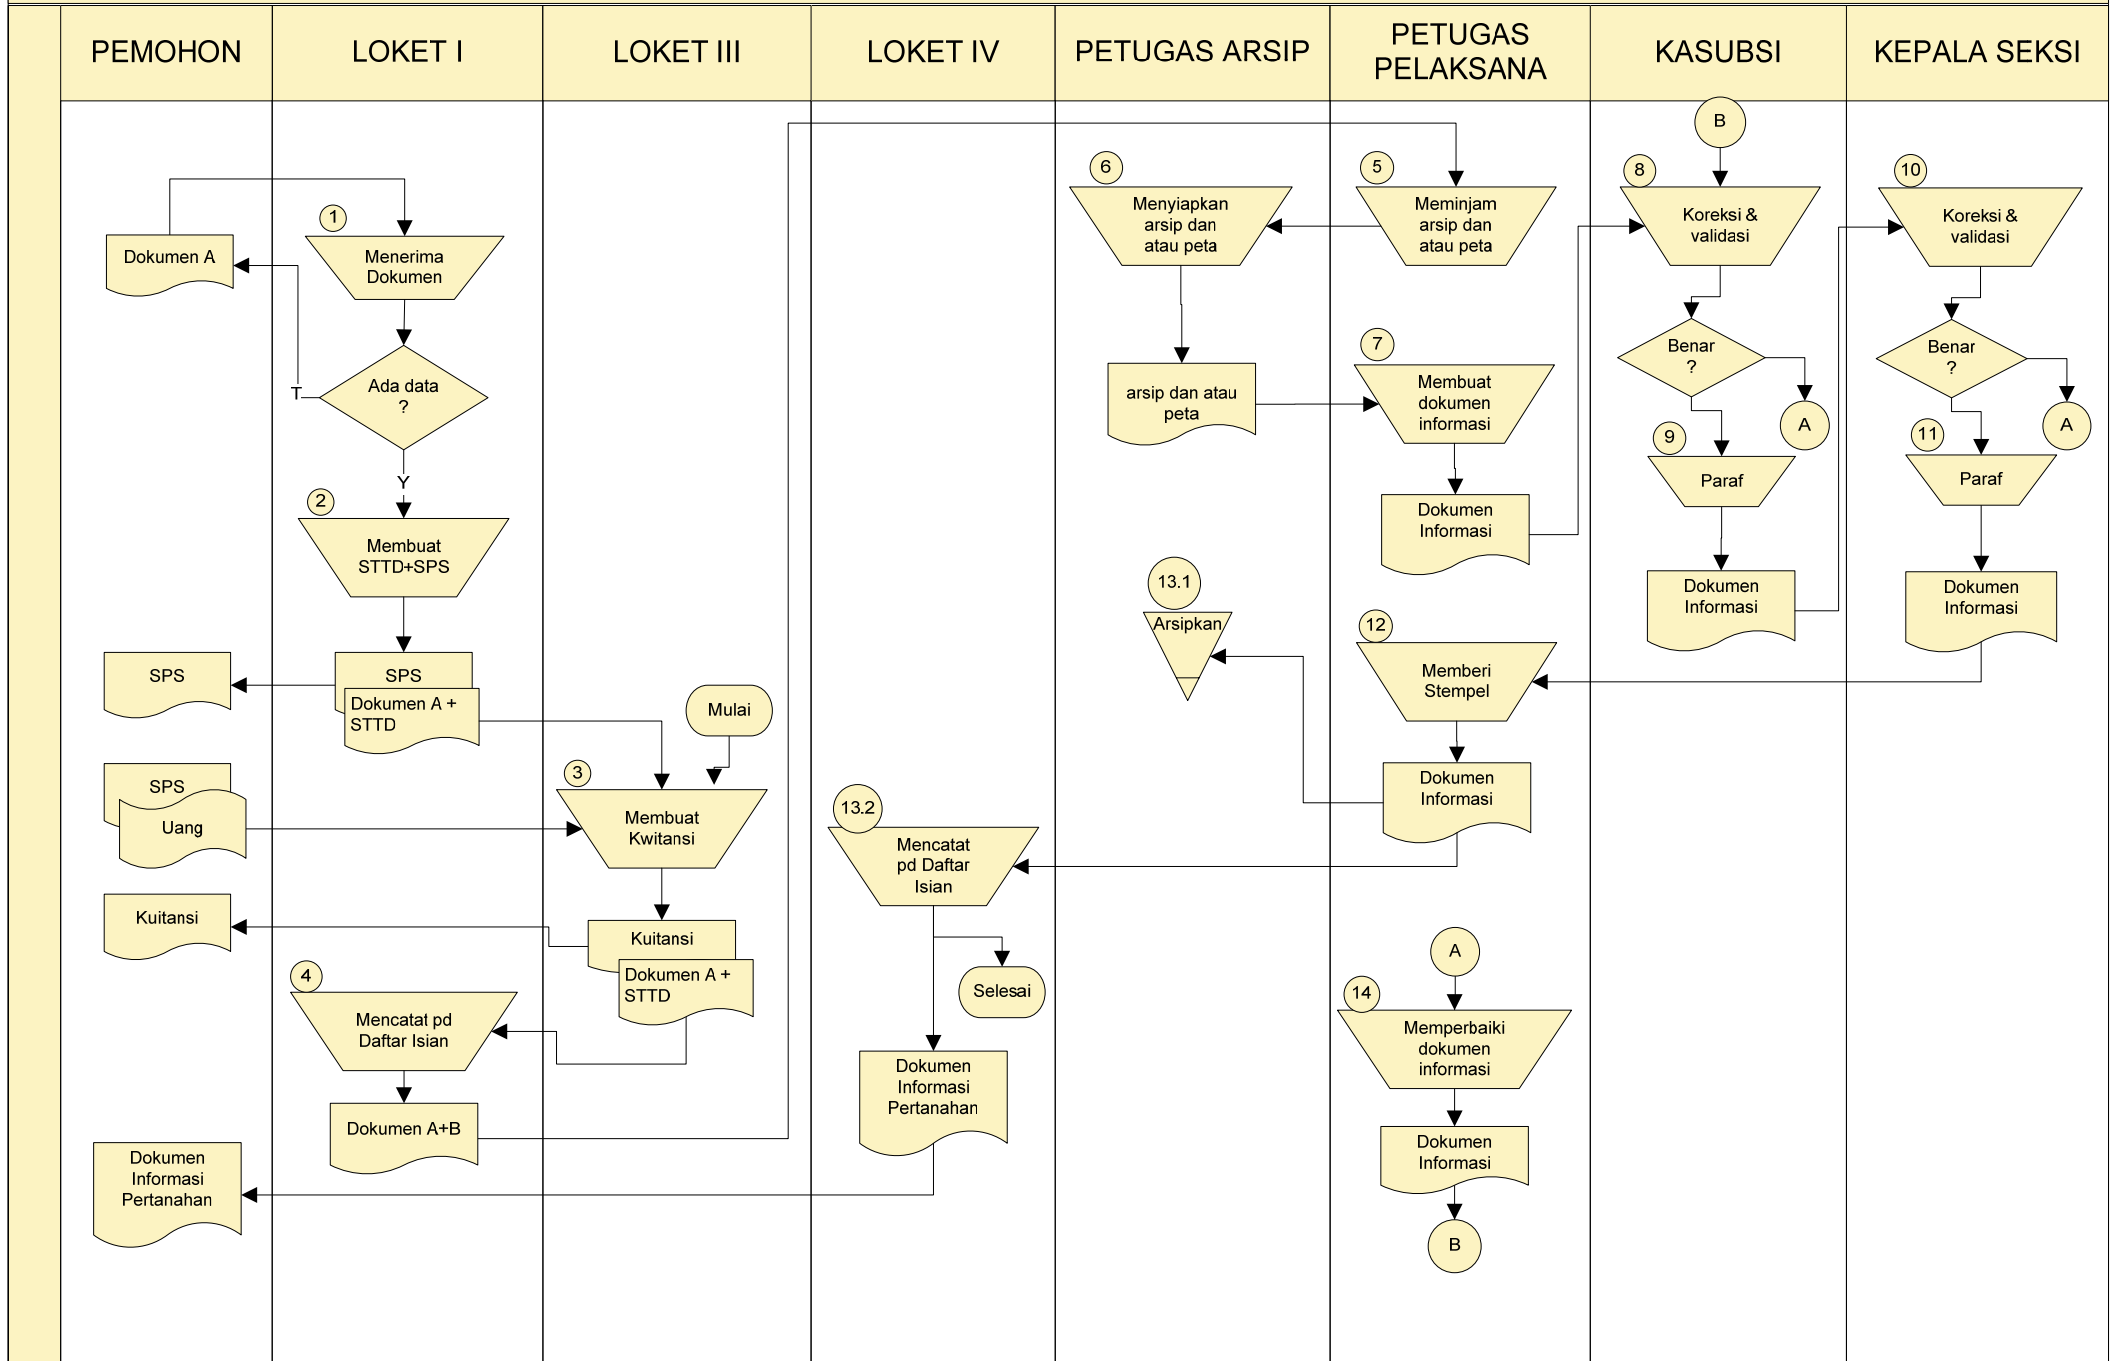 PEMOHON
LOKET I
LOKET III
LOKET IV
PETUGAS ARSIP
PETUGAS
PELAKSANA
KASUBSI
KEPALA SEKSI
Dokumen A
SPS
SPS
Uang
Kuitansi
Dokumen
Informasi
Pertanahan
1
Menerima
Dokumen
Ada data
?
T
Y
2
Membuat
STTD+SPS
SPS
Dokumen A +
STTD
4
Mencatat pd
Daftar Isian
Dokumen A+B
Mulai
3
Membuat
Kwitansi
Kuitansi
Dokumen A +
STTD
13.2
Mencatat
pd Daftar
Isian
Selesai
Dokumen
Informasi
Pertanahan
6
Menyiapkan
arsip dan
atau peta
arsip dan atau
peta
13.1
Arsipkan
5
Meminjam
arsip dan
atau peta
7
Membuat
dokumen
informasi
Dokumen
Informasi
12
Memberi
Stempel
Dokumen
Informasi
A
14
Memperbaiki
dokumen
informasi
Dokumen
Informasi
B
B
8
Koreksi &
validasi
Benar
?
A
9
Paraf
Dokumen
Informasi
10
Koreksi &
validasi
Benar
?
A
11
Paraf
Dokumen
Informasi